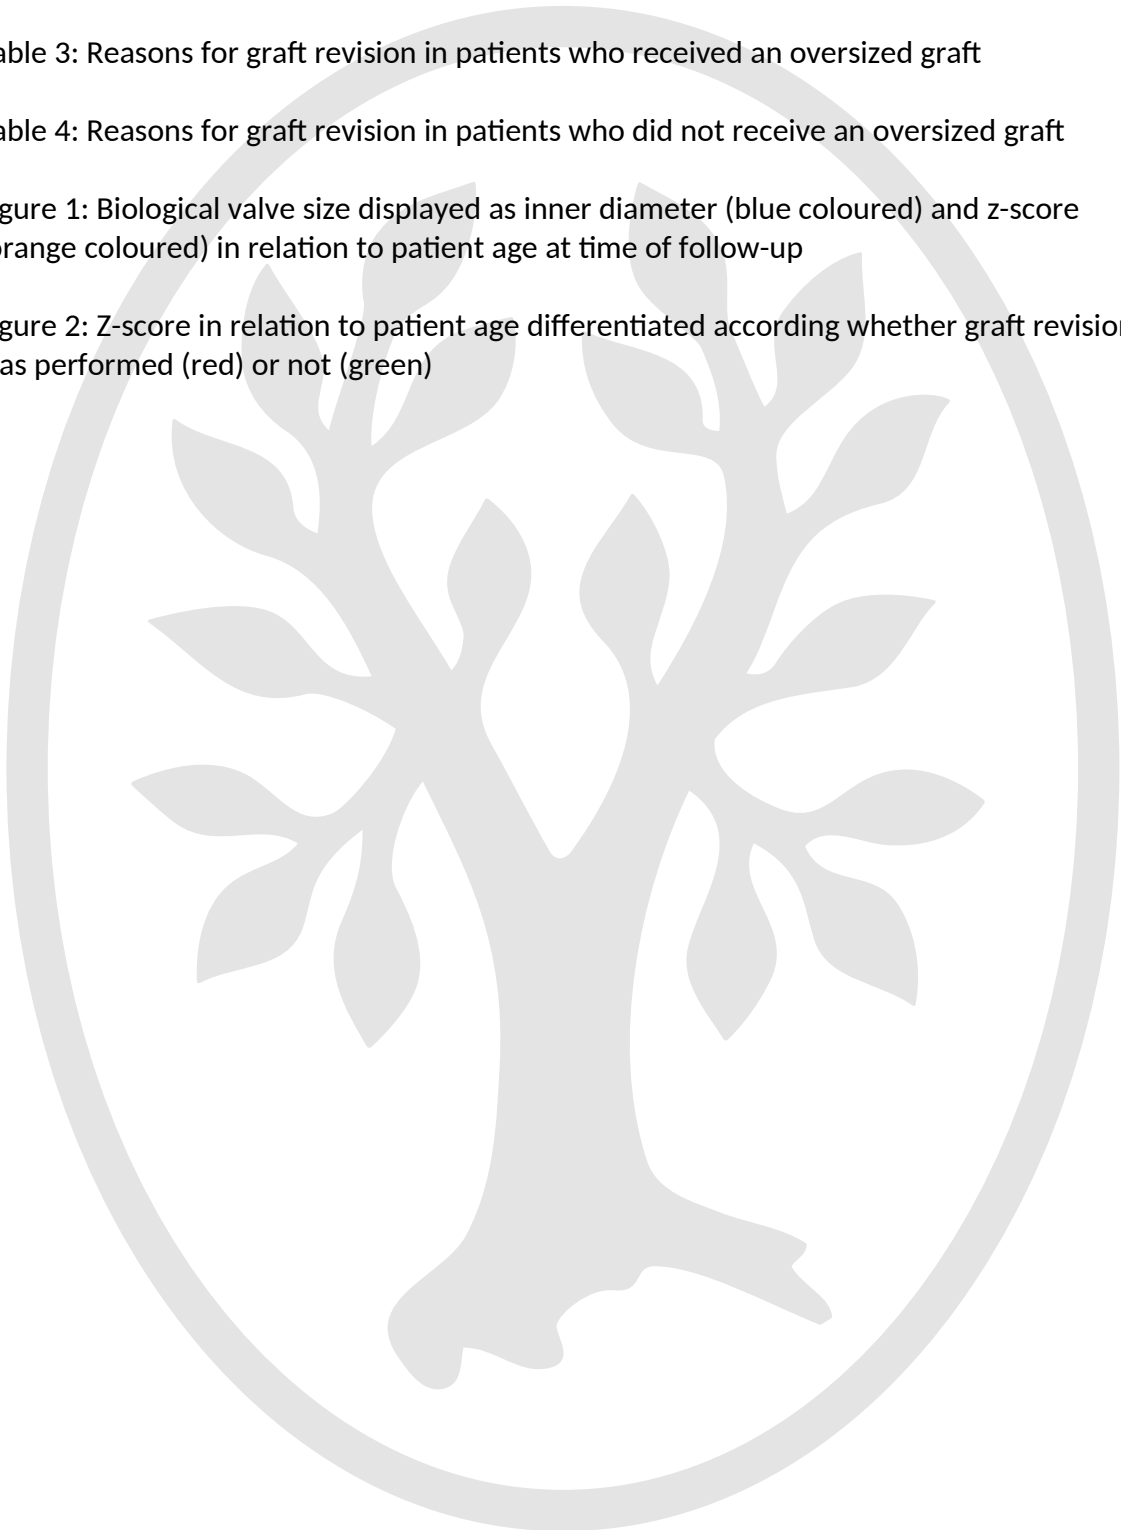 able 3: Reasons for graft revision in patients who received an oversized graft
able 4: Reasons for graft revision in patients who did not receive an oversized graft
gure 1: Biological valve size displayed as inner diameter (blue coloured) and z-score
orange coloured) in relation to patient age at time of follow-up
gure 2: Z-score in relation to patient age differentiated according whether graft revision
as performed (red) or not (green)